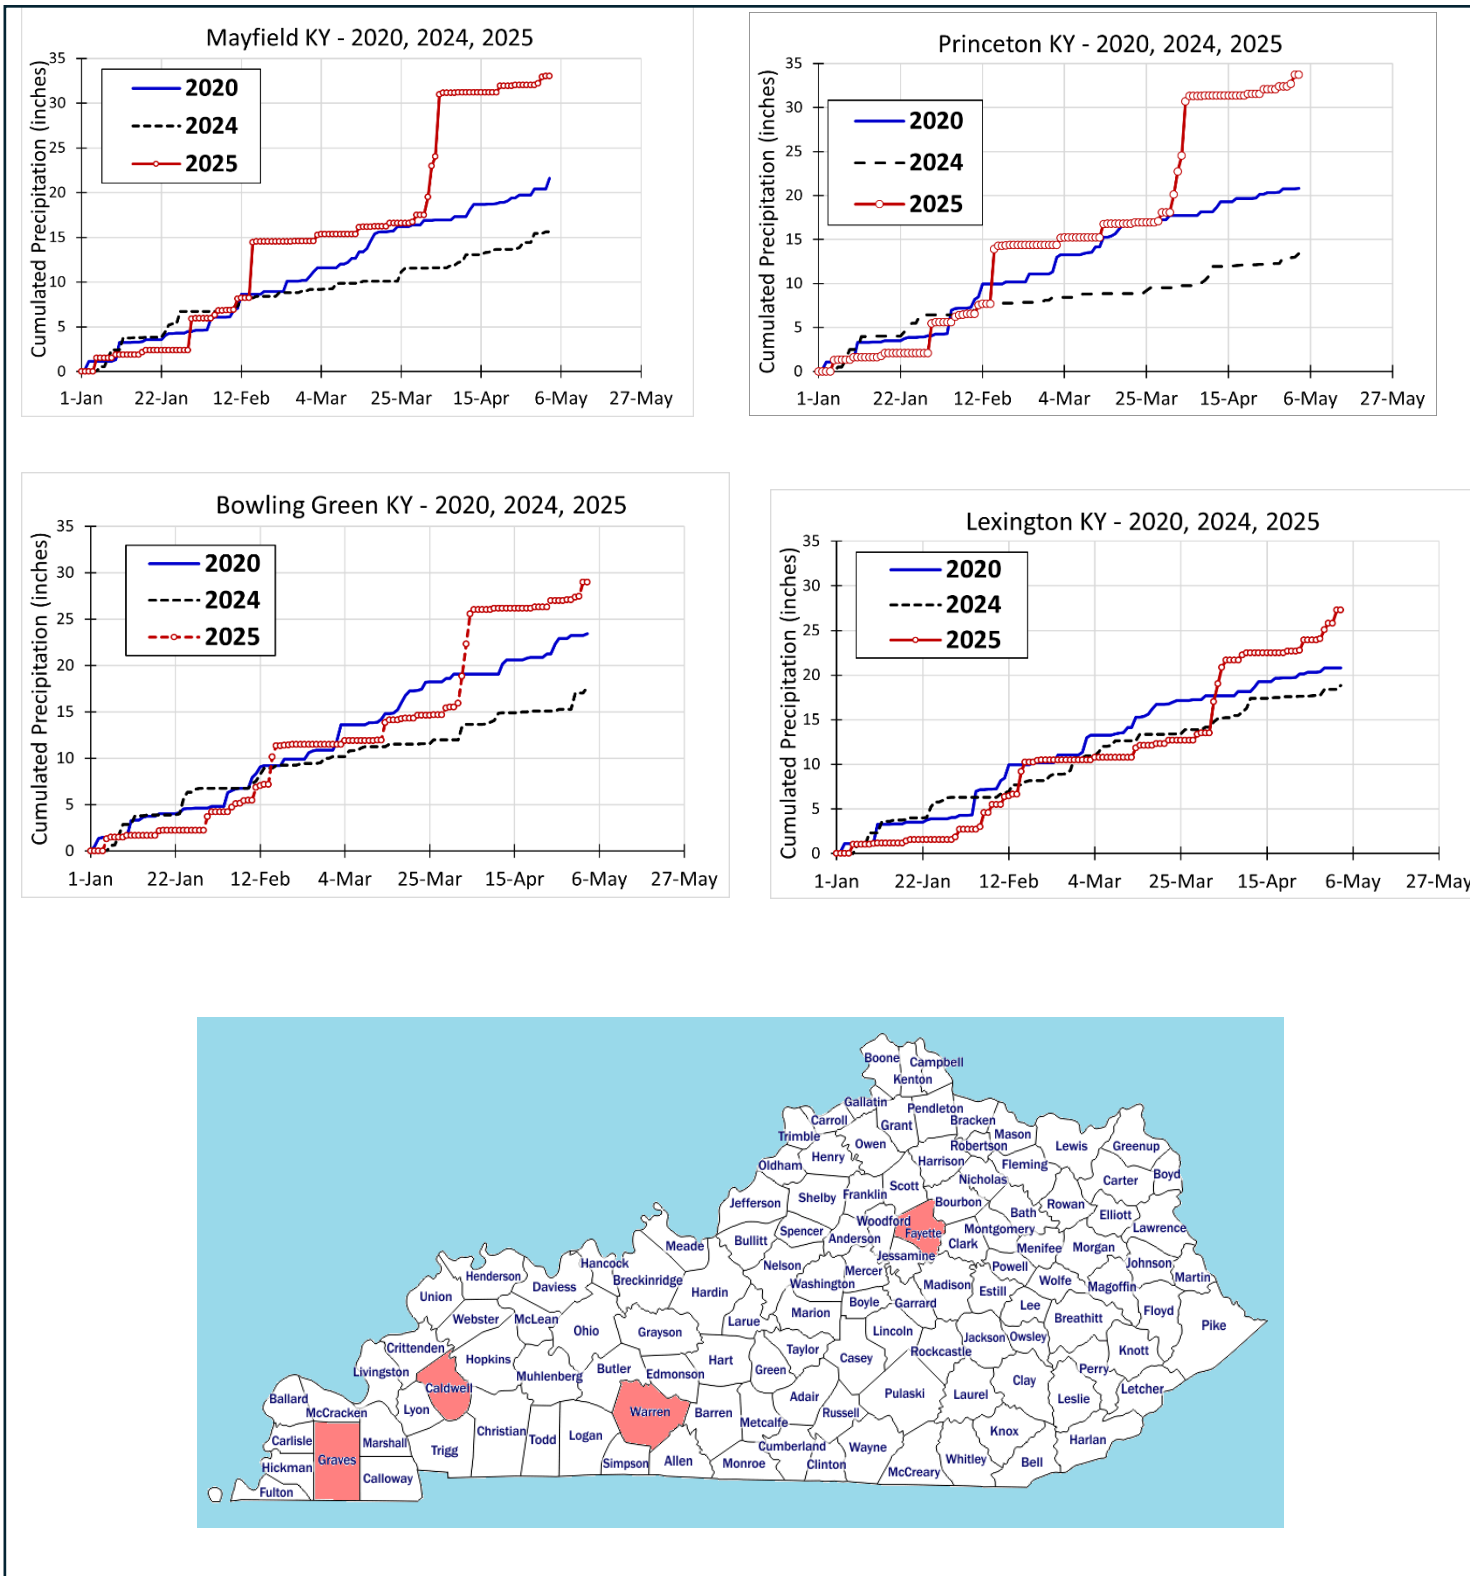 Mayfield KY - 2020, 2024, 2025
Cumulated Precipitation (inches)
35
30
25
20
15
10
5
0
2020
2024
2025
1-Jan 22-Jan 12-Feb 4-Mar 25-Mar 15-Apr 6-May 27-May
Princeton KY - 2020, 2024, 2025
Cumulated Precipitation (inches)
35
30
25
20
15
10
5
0
2020
2024
2025
1-Jan 22-Jan 12-Feb 4-Mar 25-Mar 15-Apr 6-May 27-May
Bowling Green KY - 2020, 2024, 2025
Cumulated Precipitation (inches)
35
30
25
20
15
10
5
0
2020
2024
2025
1-Jan 22-Jan 12-Feb 4-Mar 25-Mar 15-Apr 6-May 27-May
Lexington KY - 2020, 2024, 2025
Cumulated Precipitation (inches)
35
30
25
20
15
10
5
0
2020
2024
2025
1-Jan 22-Jan 12-Feb 4-Mar 25-Mar 15-Apr 6-May 27-May
Boone
Campbell
Kenton
Gallatin
Pendleton
Carroll
Grant
Bracken
Trimble
Owen
Robertson
Mason
Lewis
Greenup
Oldham
Henry
Harrison
Fleming
Boyd
Carter
Nicholas
Jefferson
Shelby
Franklin
Scott
Bourbon
Rowan
Bath
Elliott
Lawrence
Woodford
Fayette
Montgomery
Spencer
Anderson
Clark
Bullitt
Menifee
Morgan
Meade
Jessamine
Johnson
Hancock
Nelson
Mercer
Powell
Martin
Henderson
Daviess
Breckinridge
Washington
Madison
Wolfe
Magoffin
Union
Hardin
Estill
Boyle
Garrard
Lee
Floyd
Webster
McLean
Ohio
Grayson
Larue
Marion
Lincoln
Breathitt
Pike
Jackson
Owsley
Crittenden
Hopkins
Taylor
Casey
Rockcastle
Knott
Livingston
Muhlenberg
Butler
Edmonson
Hart
Green
Perry
Caldwell
Clay
Letcher
Ballard
Adair
Pulaski
Laurel
Leslie
Lyon
Warren
Barren
Metcalfe
Russell
McCracken
Carlisle
Marshall
Christian
Todd
Logan
Cumberland
Wayne
Knox
Harlan
Trigg
Graves
Hickman
Calloway
Simpson
Allen
Monroe
Clinton
McCreary
Whitley
Bell
Fulton